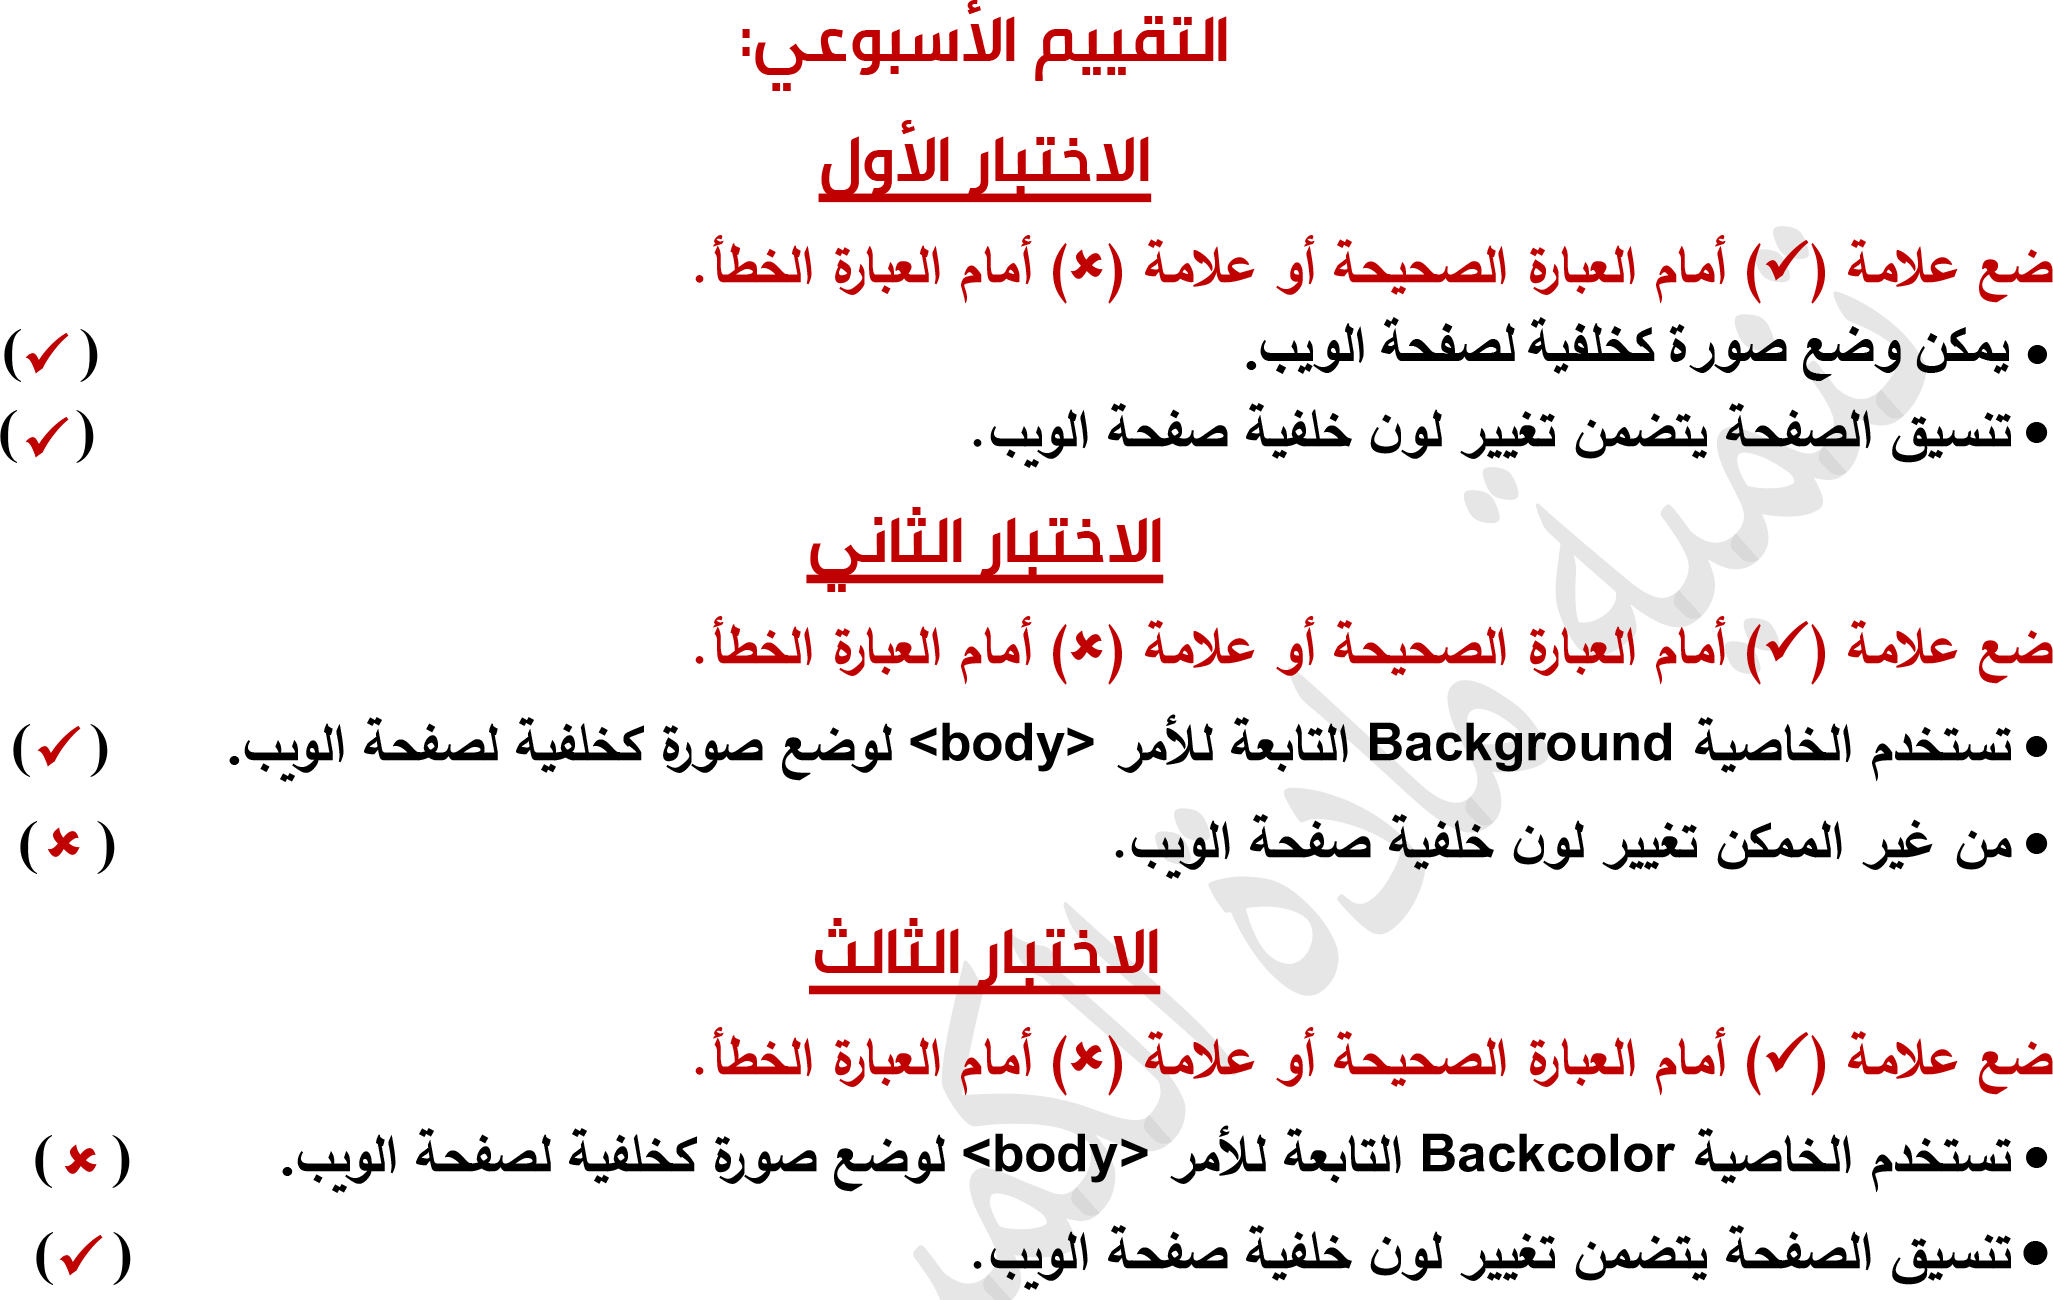 التقييم الأسبوعي:
الاختبار الأول
ضع علامة (✓) أمام العبارة الصحيحة أو علامة (✗) أمام العبارة الخطأ.
• يمكن وضع صورة كخلفية لصفحة الويب. (✓)
• تنسيق الصفحة يتضمن تغيير لون خلفية صفحة الويب. (✓)
الاختبار الثاني
ضع علامة (✓) أمام العبارة الصحيحة أو علامة (✗) أمام العبارة الخطأ.
• تستخدم الخاصية Background التابعة للأمر <body> لوضع صورة كخلفية لصفحة الويب. (✓)
• من غير الممكن تغيير لون خلفية صفحة الويب. (✗)
الاختبار الثالث
ضع علامة (✓) أمام العبارة الصحيحة أو علامة (✗) أمام العبارة الخطأ.
• تستخدم الخاصية Backcolor التابعة للأمر <body> لوضع صورة كخلفية لصفحة الويب. (✗)
• تنسيق الصفحة يتضمن تغيير لون خلفية صفحة الويب. (✓)